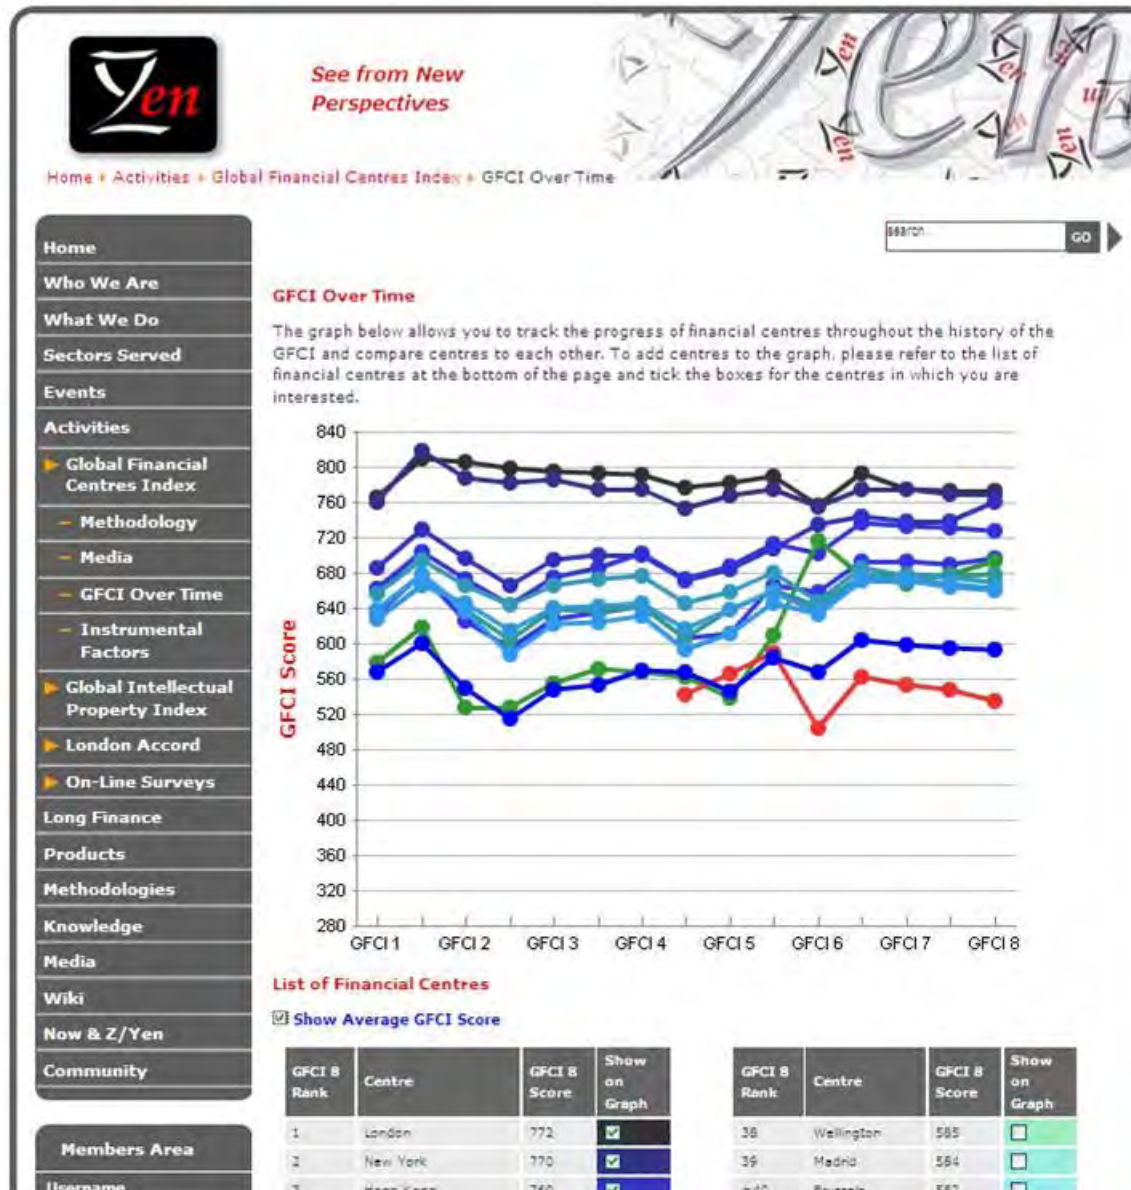 Yen
See from New
Perspectives
Yen
Home Activities Global Financial Centres Index GFCI Over Time
search
GO
Home
Who We Are
What We Do
Sectors Served
Events
Activities
Global Financial
Centres Index
– Methodology
– Media
– GFCI Over Time
– Instrumental
Factors
Global Intellectual
Property Index
London Accord
On-Line Surveys
Long Finance
Products
Methodologies
Knowledge
Media
Wiki
Now & Z/Yen
Community
Members Area
Username
GFCI Over Time
The graph below allows you to track the progress of financial centres throughout the history of the
GFCI and compare centres to each other. To add centres to the graph, please refer to the list of
financial centres at the bottom of the page and tick the boxes for the centres in which you are
interested.
GFCI Score
840
800
760
720
680
640
600
560
520
480
440
400
360
320
280
GFCI 1 GFCI 2 GFCI 3 GFCI 4 GFCI 5 GFCI 6 GFCI 7 GFCI 8
List of Financial Centres
Show Average GFCI Score
GFCI 8 Rank Centre GFCI 8 Score Show on Graph
1 London 772
2 New York 770
3 Hong Kong 760
GFCI 8 Rank Centre GFCI 8 Score Show on Graph
38 Wellington 585
39 Madrid 584
Brussels